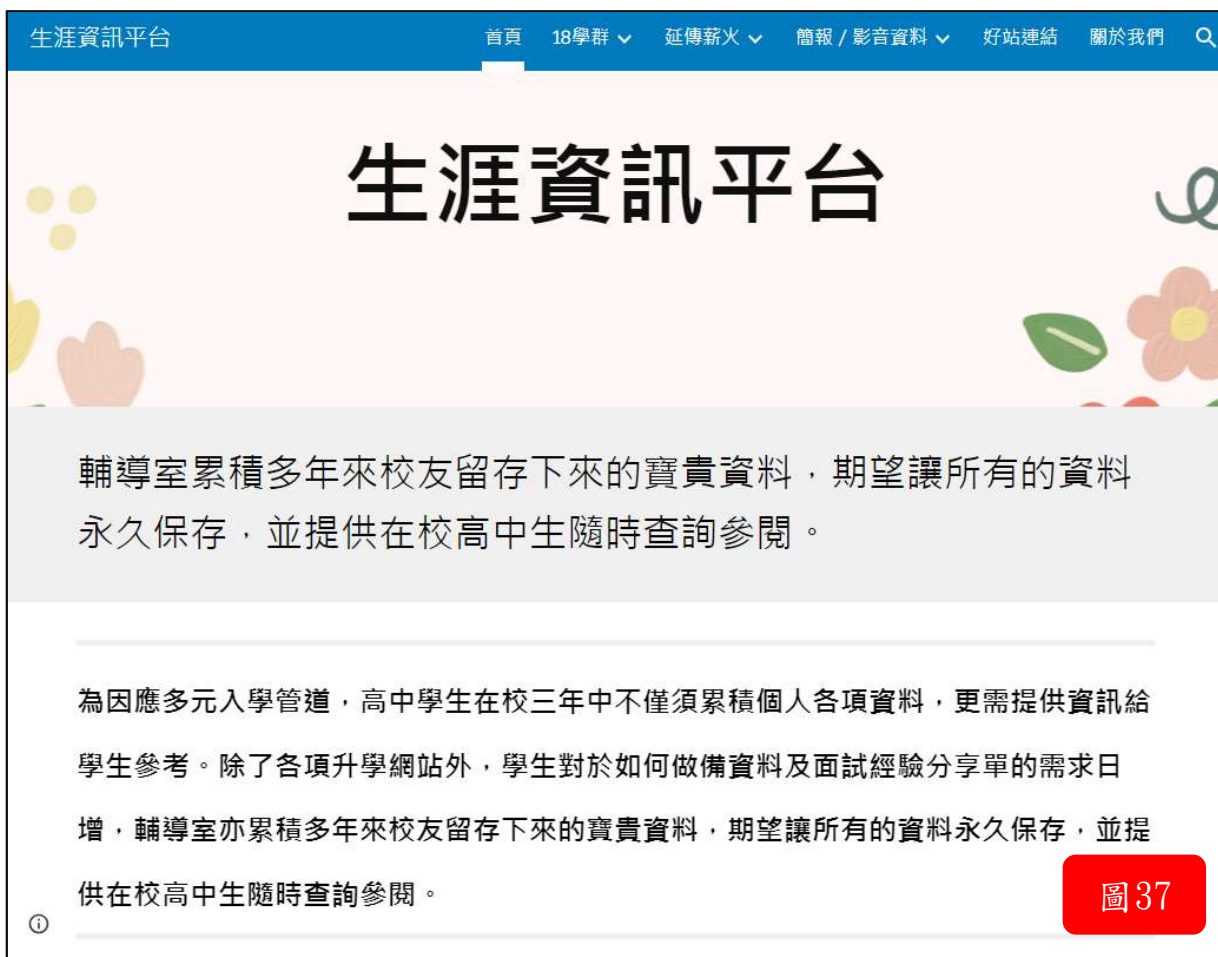 生涯資訊平台 首頁 18學群 延傳薪火 簡報 / 影音資料 好站連結 關於我們
生涯資訊平台
輔導室累積多年來校友留存下來的寶貴資料，期望讓所有的資料
永久保存，並提供在校高中生隨時查詢參閱。
為因應多元入學管道，高中學生在校三年中不僅須累積個人各項資料，更需提供資訊給
學生參考。除了各項升學網站外，學生對於如何做備資料及面試經驗分享單的需求日
增，輔導室亦累積多年來校友留存下來的寶貴資料，期望讓所有的資料永久保存，並提
供在校高中生隨時查詢參閱。
圖37